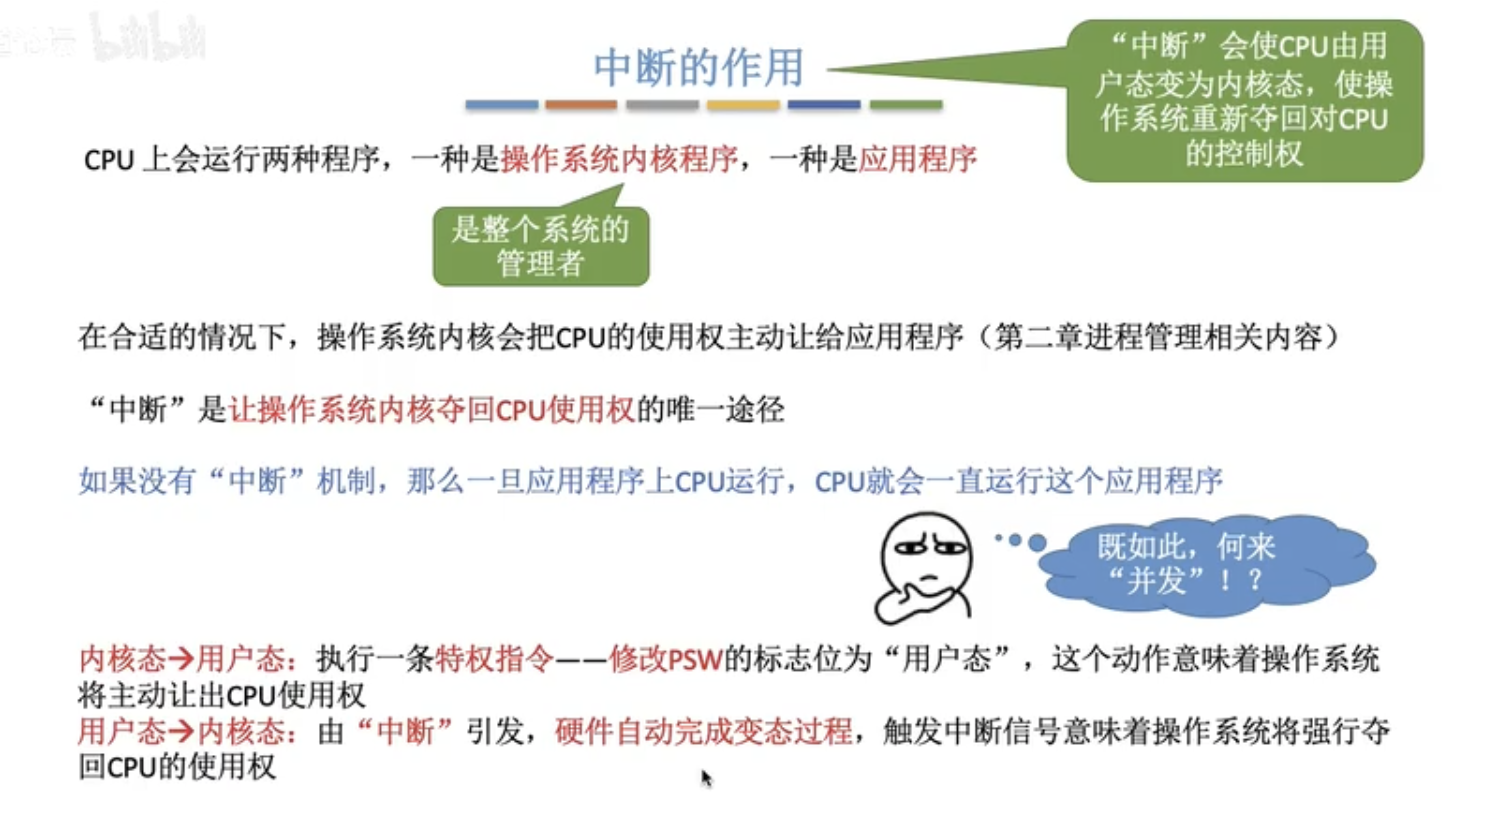 中断的作用
“中断”会使CPU由用
户态变为内核态，使操
作系统重新夺回对CPU
的控制权
CPU 上会运行两种程序，一种是操作系统内核程序，一种是应用程序
是整个系统的
管理者
在合适的情况下，操作系统内核会把CPU的使用权主动让给应用程序（第二章进程管理相关内容）
“中断”是让操作系统内核夺回CPU使用权的唯一途径
如果没有“中断”机制，那么一旦应用程序上CPU运行，CPU就会一直运行这个应用程序
既如此，何来
“并发”！？
内核态→用户态：执行一条特权指令——修改PSW的标志位为“用户态”，这个动作意味着操作系统
将主动让出CPU使用权
用户态→内核态：由“中断”引发，硬件自动完成变态过程，触发中断信号意味着操作系统将强行夺
回CPU的使用权